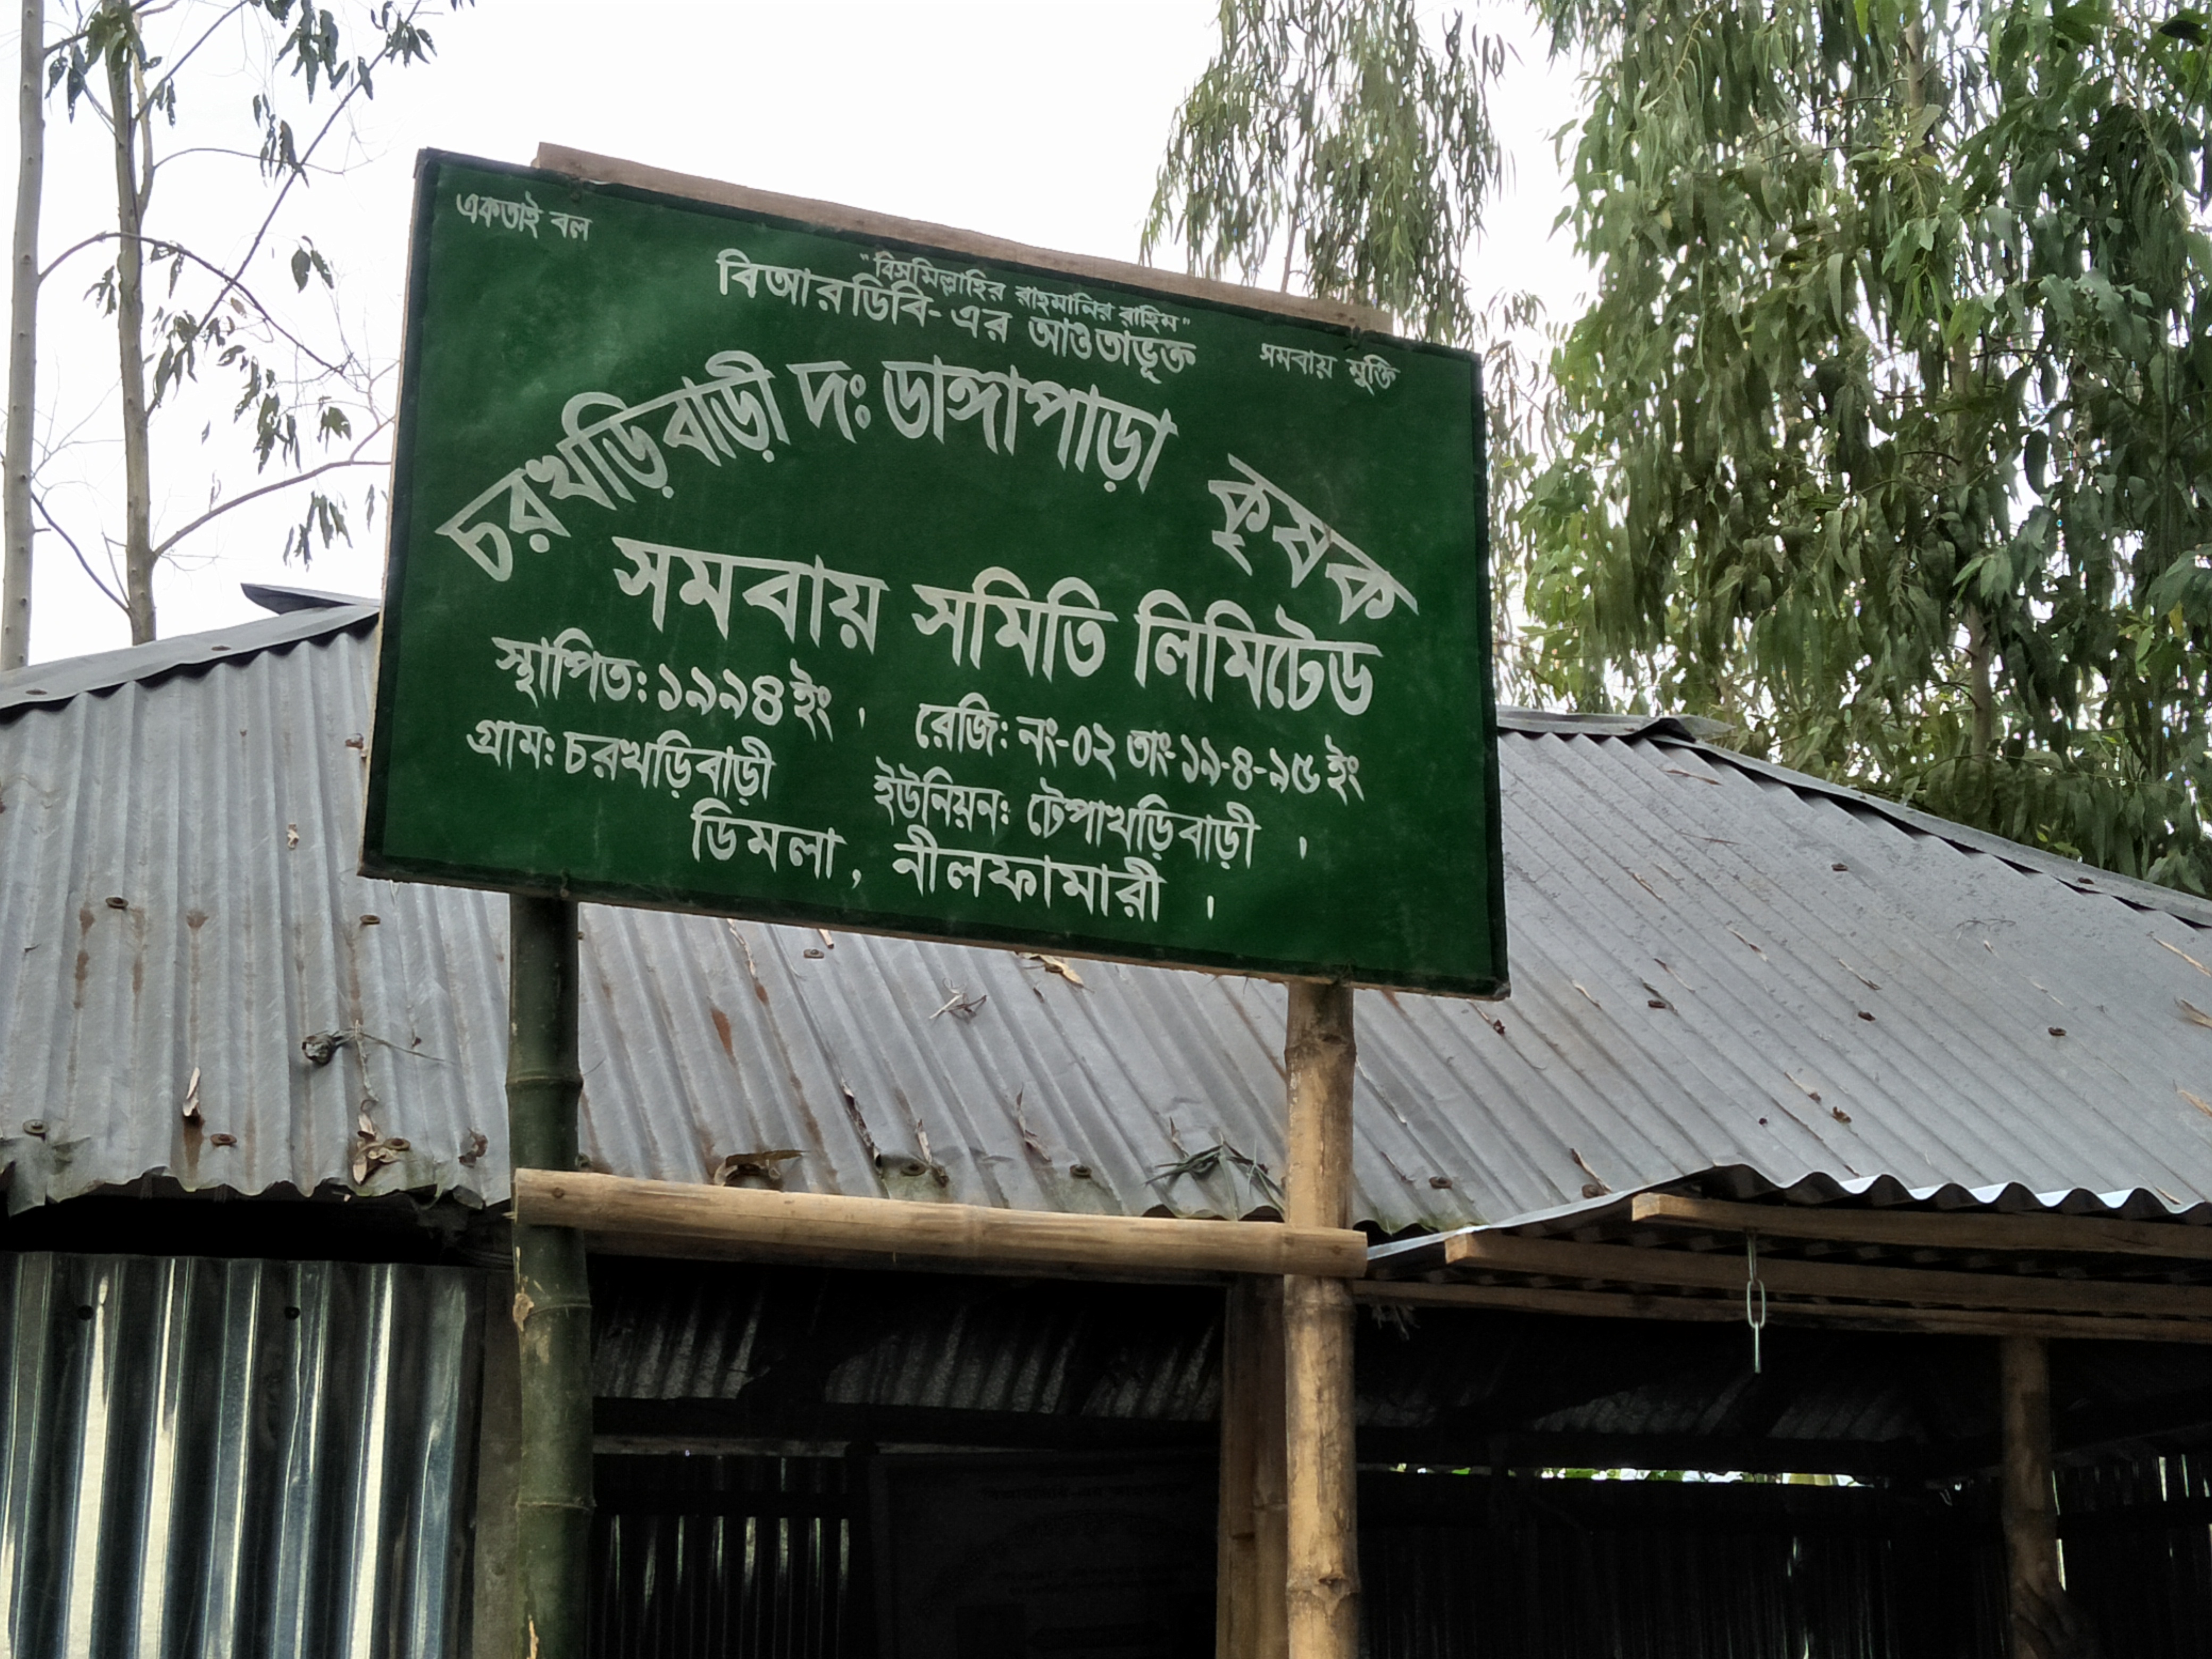 "বিসমিল্লাহির রাহমানির রাহিম"
একতাই বল
বিআরডিবি-এর আওতাভূক্ত
সমবায় মুক্তি
চরখড়িবাড়ী দঃ ডাঙ্গাপাড়া কৃষক
সমবায় সমিতি লিমিটেড
স্থাপিত: ১৯৯৪ ইং । রেজি: নং-০২ তাং-১৯-৪-৯৫ ইং
গ্রাম: চরখড়িবাড়ী ইউনিয়ন: টেপাখড়িবাড়ী ।
ডিমলা, নীলফামারী ।